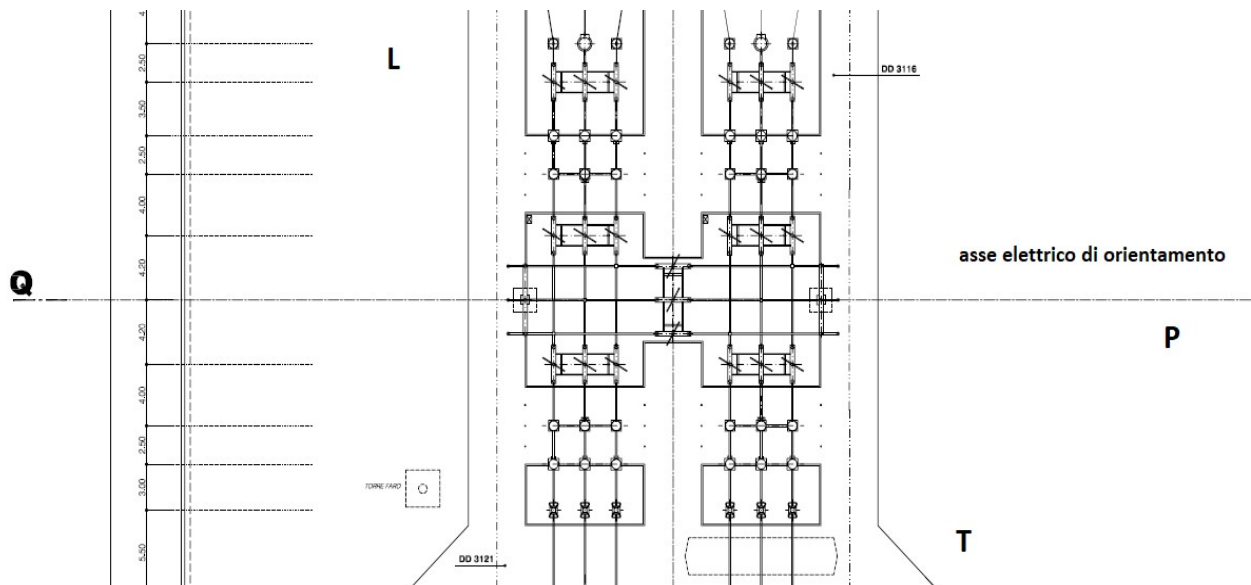 L
DD 3116
2.50
3.50
2.50
4.00
4.20
asse elettrico di orientamento
Q
4.20
P
4.00
2.50
3.00
TORRE FARO
T
5.50
DD 3121